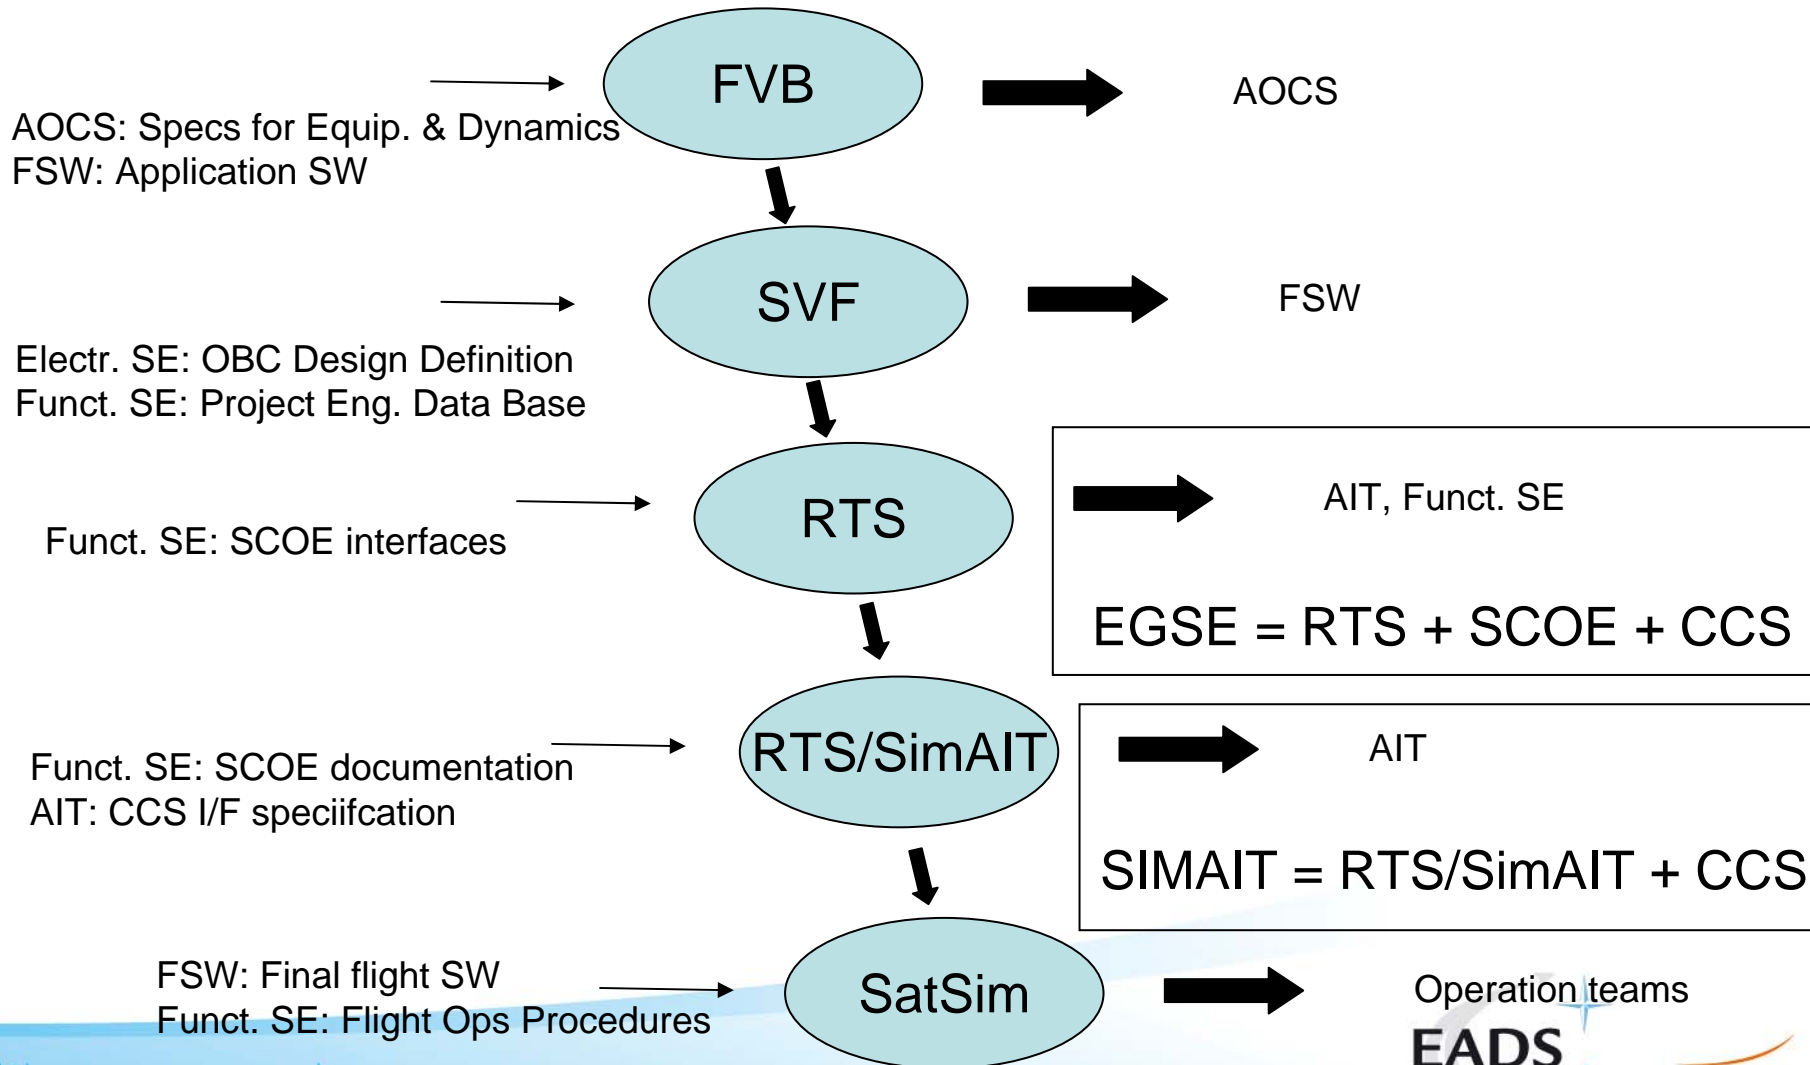 FVB
AOCS
AOCS: Specs for Equip. & Dynamics
FSW: Application SW
SVF
FSW
Electr. SE: OBC Design Definition
Funct. SE: Project Eng. Data Base
RTS
AIT, Funct. SE
Funct. SE: SCOE interfaces
EGSE = RTS + SCOE + CCS
RTS/SimAIT
AIT
Funct. SE: SCOE documentation
AIT: CCS I/F speciifcation
SIMAIT = RTS/SimAIT + CCS
FSW: Final flight SW
Funct. SE: Flight Ops Procedures
SatSim
Operation teams
EADS